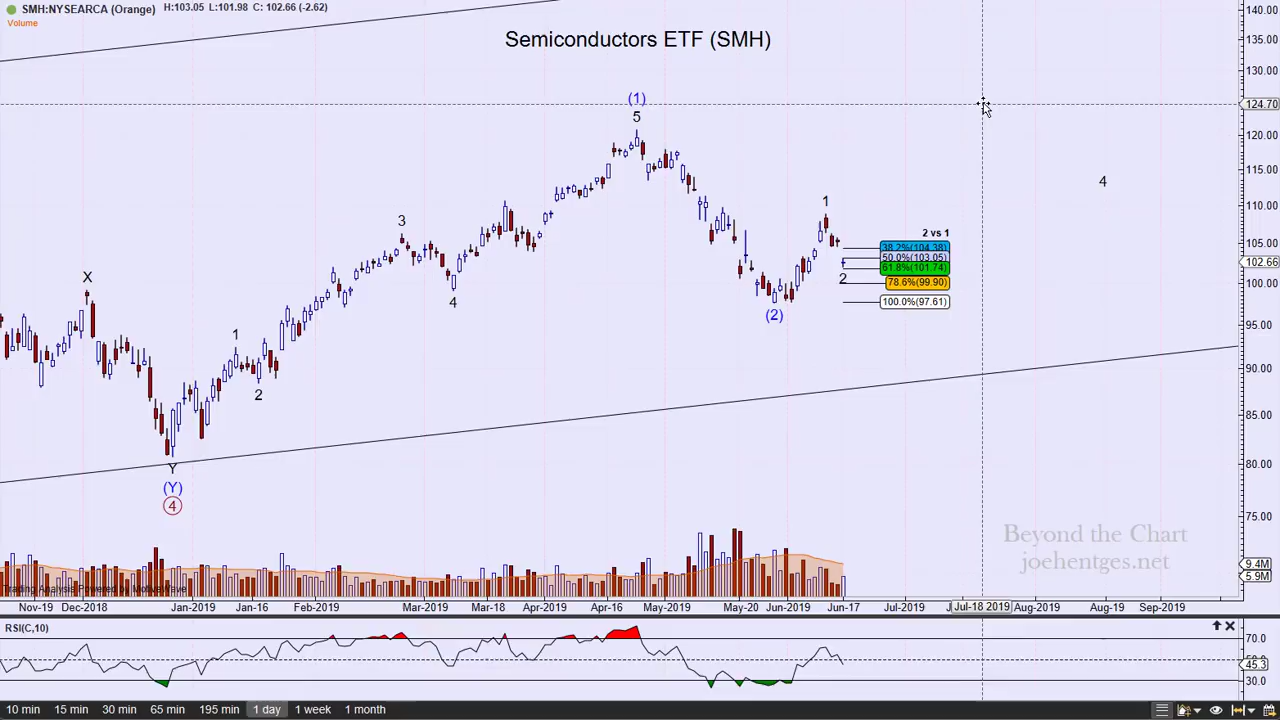 SMH:NYSEARCA (Orange) H:103.05 L:101.98 C: 102.66 (-2.62)
Volume
Semiconductors ETF (SMH)
140.00
135.00
130.00
124.70
120.00
115.00
110.00
105.00
102.66
100.00
95.00
90.00
85.00
80.00
75.00
9.4M
5.9M
(1)
5
4
3
1
2 vs 1
38.2%(104.38)
50.0%(103.05)
61.8%(101.74)
78.6%(99.90)
100.0%(97.61)
2
X
4
(2)
1
2
Y
(Y)
4
Beyond the Chart
joehentges.net
Trading Analysis Powered by MotiveWave
Nov-19 Dec-2018 Jan-2019 Jan-16 Feb-2019 Mar-2019 Mar-18 Apr-2019 Apr-16 May-2019 May-20 Jun-2019 Jun-17 Jul-2019 Jul-18 2019 Aug-2019 Aug-19 Sep-2019
RSI(C,10)
70.0
45.3
30.0
10 min 15 min 30 min 65 min 195 min 1 day 1 week 1 month